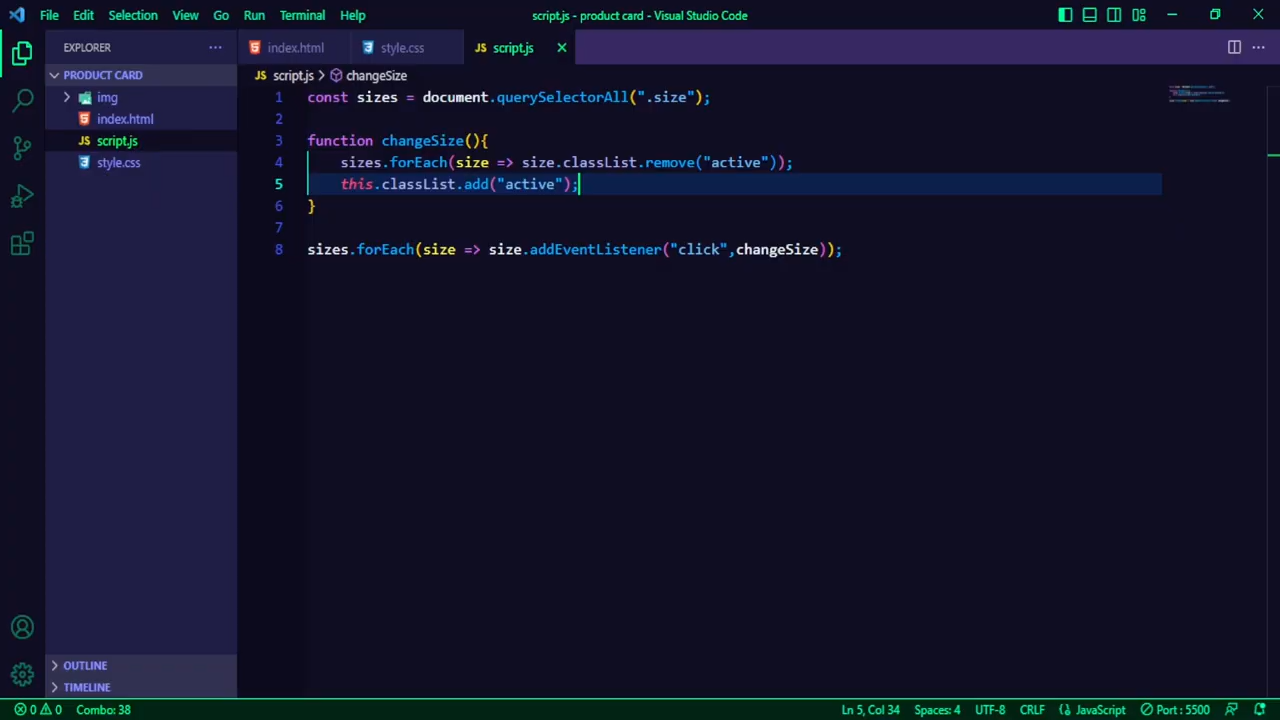 File Edit Selection View Go Run Terminal Help script.js - product card - Visual Studio Code
EXPLORER ···
index.html style.css JS script.js ×
PRODUCT CARD
JS script.js > changeSize
img
index.html
JS script.js
style.css
1 const sizes = document.querySelectorAll(".size");
2
3 function changeSize(){
4 sizes.forEach(size => size.classList.remove("active"));
5 this.classList.add("active");
6 }
7
8 sizes.forEach(size => size.addEventListener("click",changeSize));
OUTLINE
TIMELINE
0 0 Combo: 38 Ln 5, Col 34 Spaces: 4 UTF-8 CRLF {} JavaScript Port : 5500